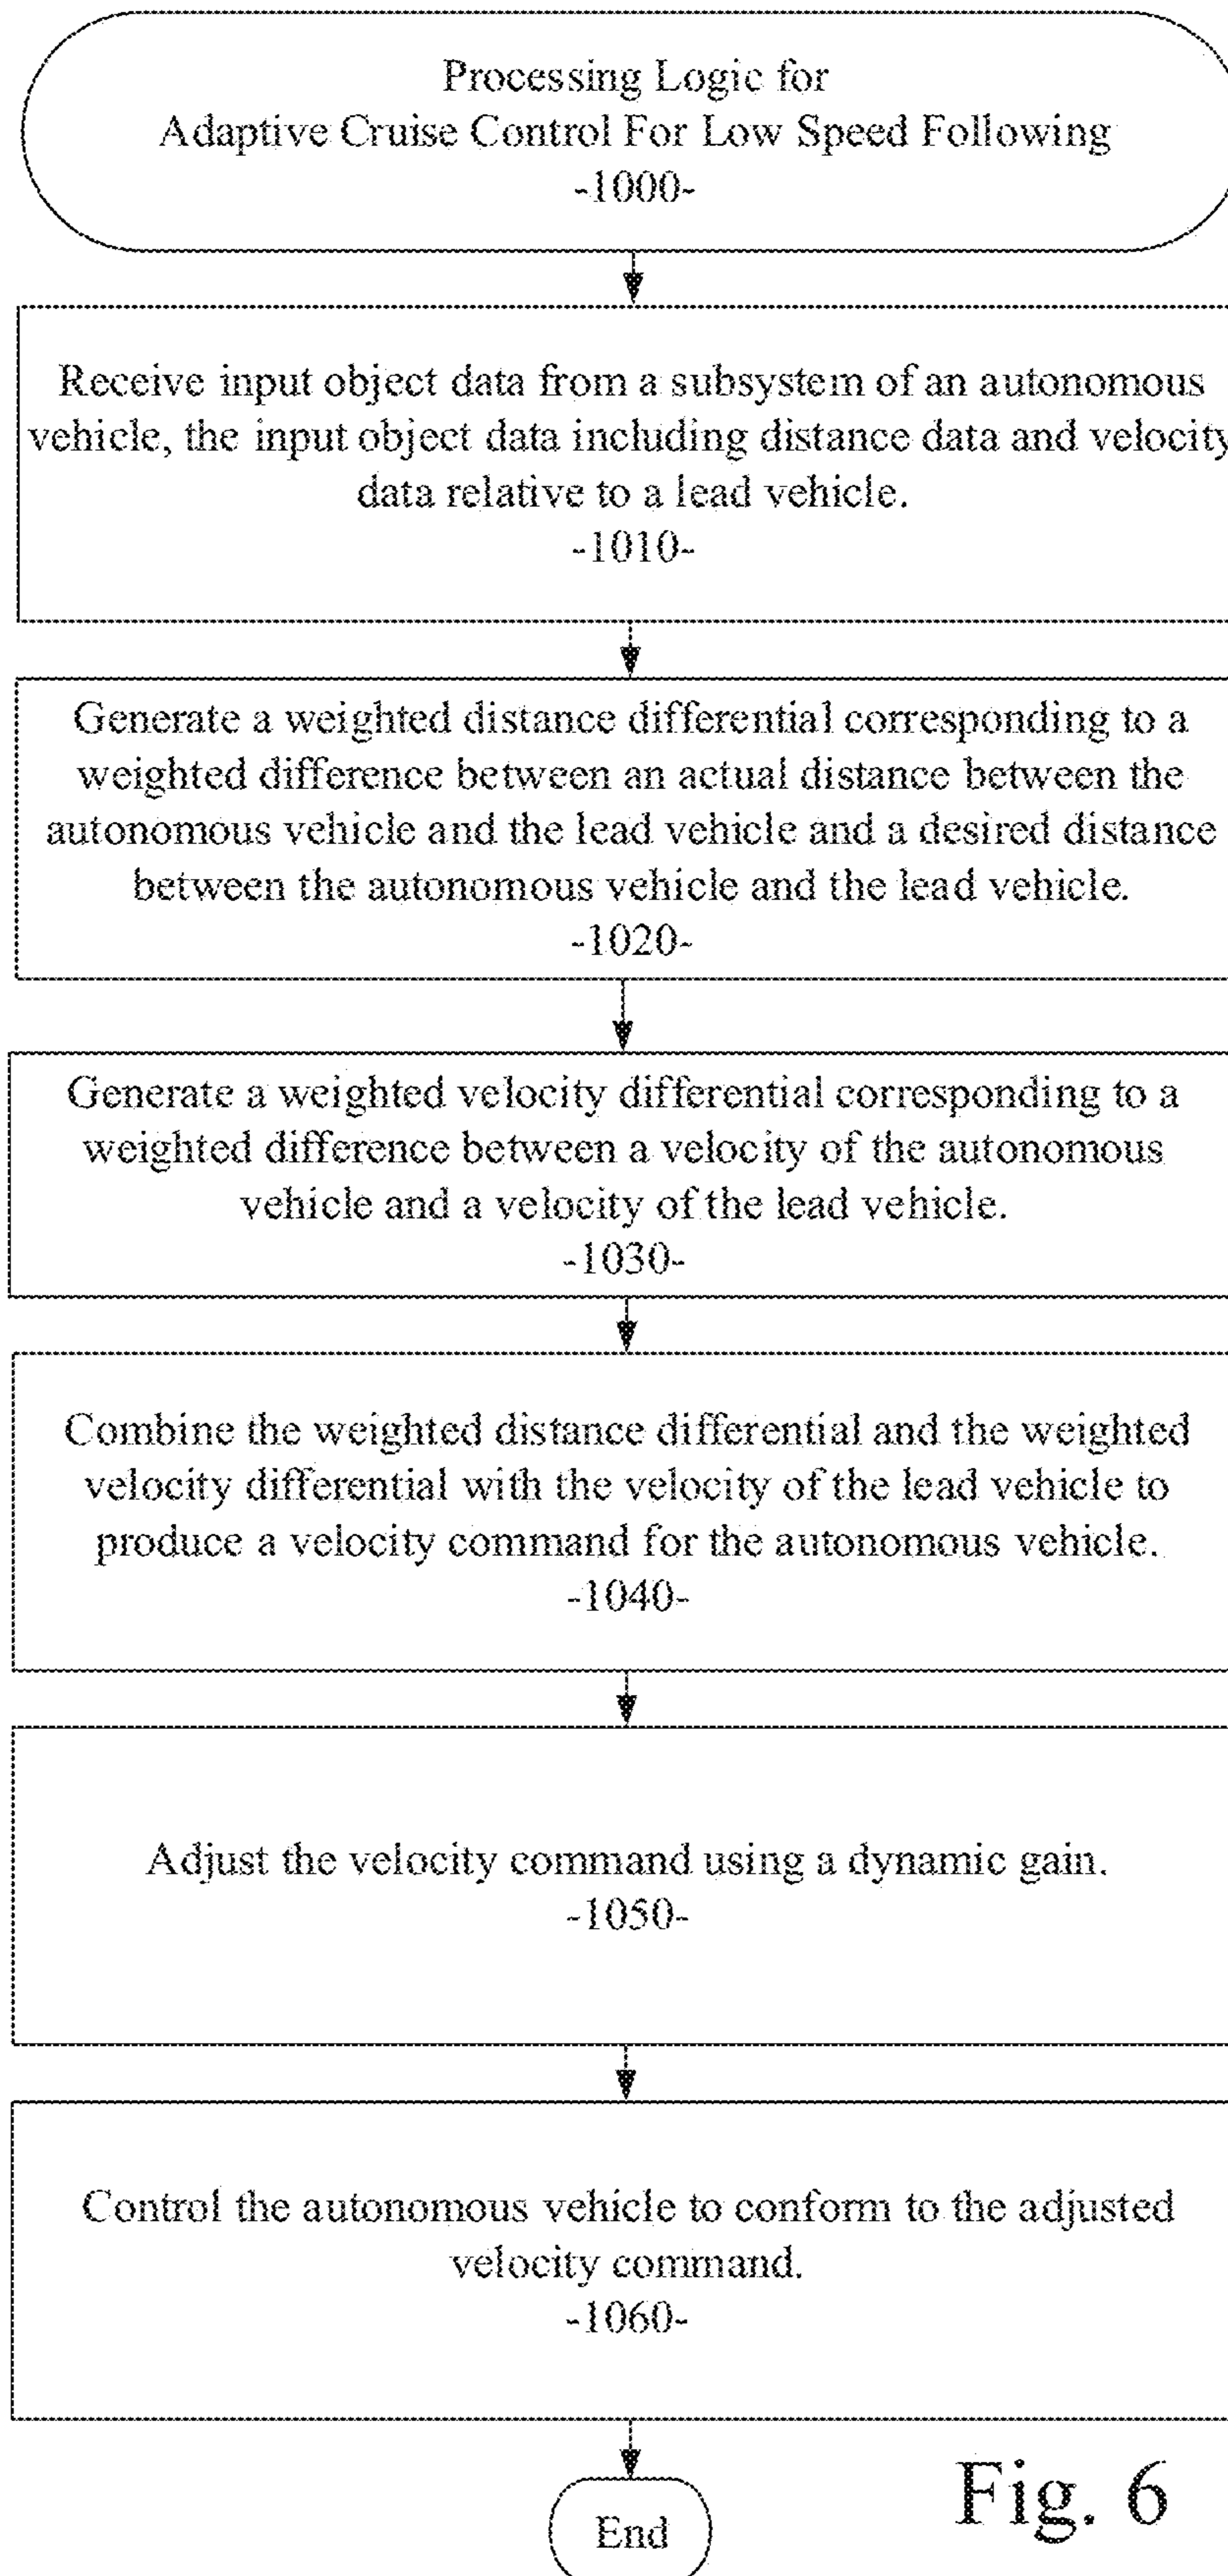 Processing Logic for
Adaptive Cruise Control For Low Speed Following
-1000-
Receive input object data from a subsystem of an autonomous
vehicle, the input object data including distance data and velocity
data relative to a lead vehicle.
-1010-
Generate a weighted distance differential corresponding to a
weighted difference between an actual distance between the
autonomous vehicle and the lead vehicle and a desired distance
between the autonomous vehicle and the lead vehicle.
-1020-
Generate a weighted velocity differential corresponding to a
weighted difference between a velocity of the autonomous
vehicle and a velocity of the lead vehicle.
-1030-
Combine the weighted distance differential and the weighted
velocity differential with the velocity of the lead vehicle to
produce a velocity command for the autonomous vehicle.
-1040-
Adjust the velocity command using a dynamic gain.
-1050-
Control the autonomous vehicle to conform to the adjusted
velocity command.
-1060-
End
Fig. 6